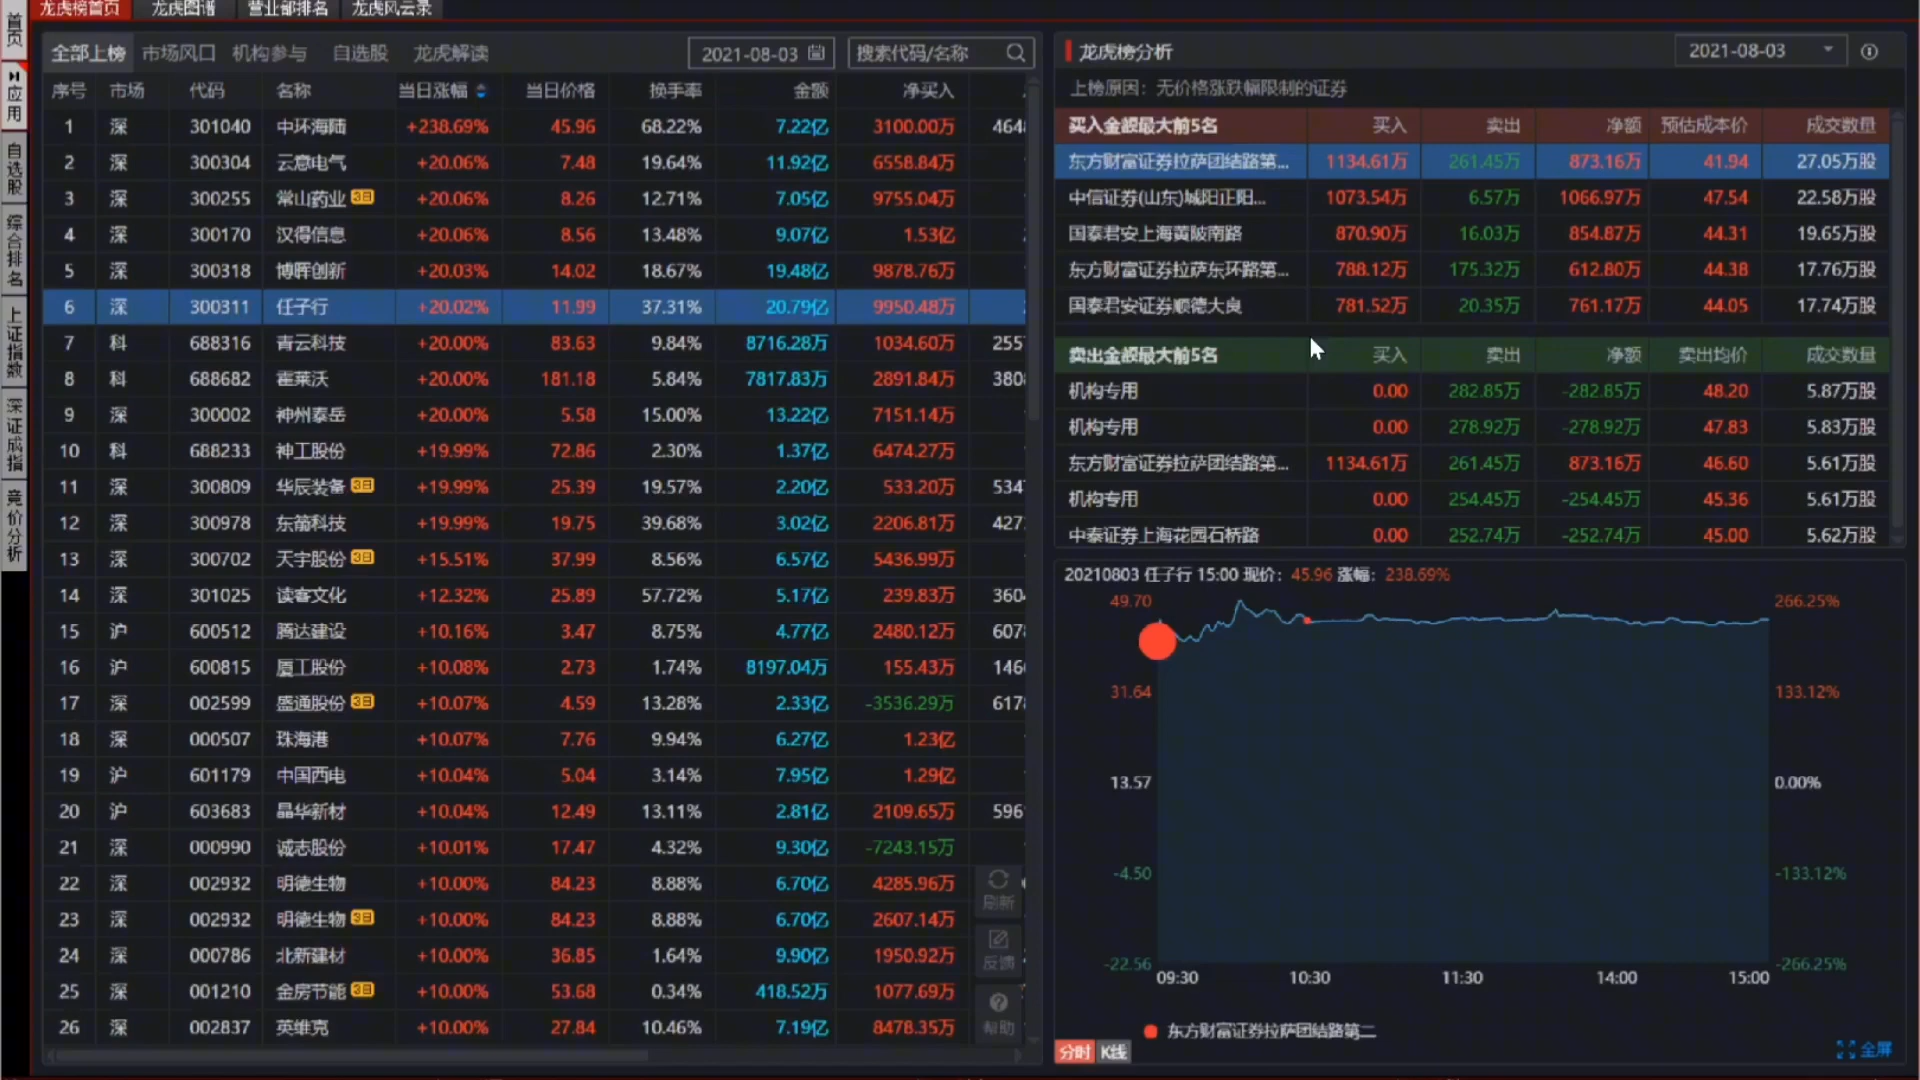 龙虎榜首页 龙虎图谱 营业部排名 龙虎风云录
首页
应用
自选股
综合排名
上证指数
深证成指
竞价分析
全部上榜 市场风口 机构参与 自选股 龙虎解读 2021-08-03 搜索代码/名称
序号 市场 代码 名称 当日涨幅 当日价格 换手率 金额 净买入
1 深 301040 中环海陆 +238.69% 45.96 68.22% 7.22亿 3100.00万 464
2 深 300304 云意电气 +20.06% 7.48 19.64% 11.92亿 6558.84万
3 深 300255 常山药业 3日 +20.06% 8.26 12.71% 7.05亿 9755.04万
4 深 300170 汉得信息 +20.06% 8.56 13.48% 9.07亿 1.53亿
5 深 300318 博晖创新 +20.03% 14.02 18.67% 19.48亿 9878.76万
6 深 300311 任子行 +20.02% 11.99 37.31% 20.79亿 9950.48万
7 科 688316 青云科技 +20.00% 83.63 9.84% 8716.28万 1034.60万 255
8 科 688682 霍莱沃 +20.00% 181.18 5.84% 7817.83万 2891.84万 380
9 深 300002 神州泰岳 +20.00% 5.58 15.00% 13.22亿 7151.14万
10 科 688233 神工股份 +19.99% 72.86 2.30% 1.37亿 6474.27万
11 深 300809 华辰装备 3日 +19.99% 25.39 19.57% 2.20亿 533.20万 534
12 深 300978 东箭科技 +19.99% 19.75 39.68% 3.02亿 2206.81万 427
13 深 300702 天宇股份 3日 +15.51% 37.99 8.56% 6.57亿 5436.99万
14 深 301025 读客文化 +12.32% 25.89 57.72% 5.17亿 239.83万 360
15 沪 600512 腾达建设 +10.16% 3.47 8.75% 4.77亿 2480.12万 607
16 沪 600815 厦工股份 +10.08% 2.73 1.74% 8197.04万 155.43万 146
17 深 002599 盛通股份 3日 +10.07% 4.59 13.28% 2.33亿 -3536.29万 617
18 深 000507 珠海港 +10.07% 7.76 9.94% 6.27亿 1.23亿
19 沪 601179 中国西电 +10.04% 5.04 3.14% 7.95亿 1.29亿
20 沪 603683 晶华新材 +10.04% 12.49 13.11% 2.81亿 2109.65万 596
21 深 000990 诚志股份 +10.01% 17.47 4.32% 9.30亿 -7243.15万
22 深 002932 明德生物 +10.00% 84.23 8.88% 6.70亿 4285.96万
23 深 002932 明德生物 3日 +10.00% 84.23 8.88% 6.70亿 2607.14万
24 深 000786 北新建材 +10.00% 36.85 1.64% 9.90亿 1950.92万
25 深 001210 金房节能 3日 +10.00% 53.68 0.34% 418.52万 1077.69万
26 深 002837 英维克 +10.00% 27.84 10.46% 7.19亿 8478.35万
刷新
反馈
帮助
龙虎榜分析 2021-08-03
上榜原因：无价格涨跌幅限制的证券
买入金额最大前5名 买入 卖出 净额 预估成本价 成交数量
东方财富证券拉萨团结路第... 1134.61万 261.45万 873.16万 41.94 27.05万股
中信证券(山东)城阳正阳... 1073.54万 6.57万 1066.97万 47.54 22.58万股
国泰君安上海黄陂南路 870.90万 16.03万 854.87万 44.31 19.65万股
东方财富证券拉萨东环路第... 788.12万 175.32万 612.80万 44.38 17.76万股
国泰君安证券顺德大良 781.52万 20.35万 761.17万 44.05 17.74万股
卖出金额最大前5名 买入 卖出 净额 卖出均价 成交数量
机构专用 0.00 282.85万 -282.85万 48.20 5.87万股
机构专用 0.00 278.92万 -278.92万 47.83 5.83万股
东方财富证券拉萨团结路第... 1134.61万 261.45万 873.16万 46.60 5.61万股
机构专用 0.00 254.45万 -254.45万 45.36 5.61万股
中泰证券上海花园石桥路 0.00 252.74万 -252.74万 45.00 5.62万股
20210803 任子行 15:00 现价：45.96 涨幅：238.69%
49.70 266.25%
31.64 133.12%
13.57 0.00%
-4.50 -133.12%
-22.56 -266.25%
09:30 10:30 11:30 14:00 15:00
东方财富证券拉萨团结路第二
分时 K线 全屏